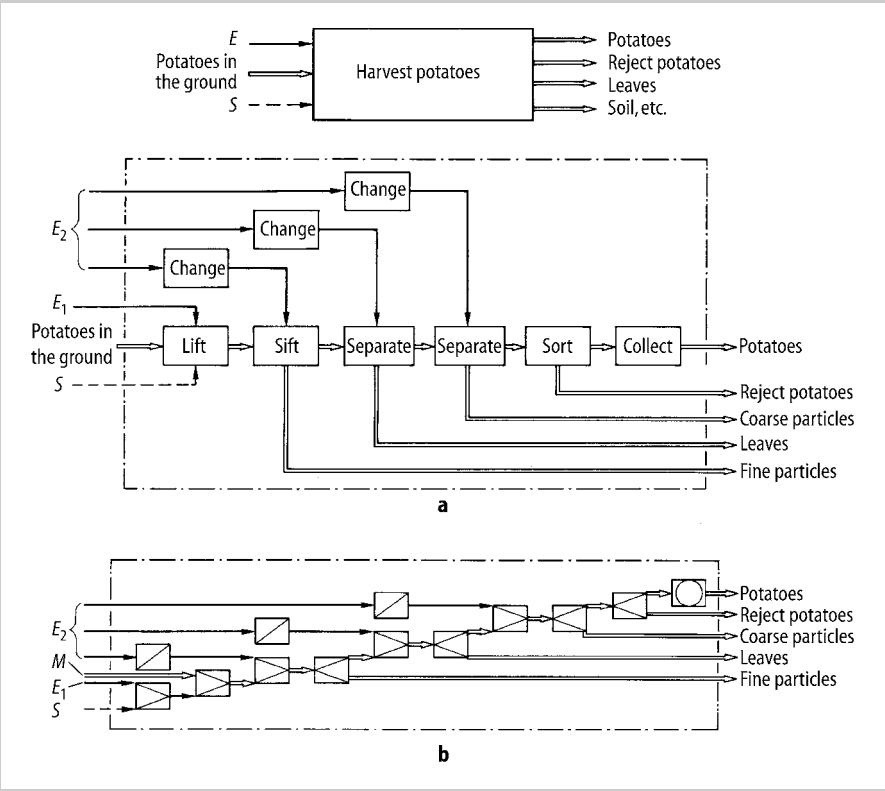 E
Potatoes in
the ground
S
Harvest potatoes
Potatoes
Reject potatoes
Leaves
Soil, etc.
Change
E2
Change
Change
E1
Potatoes in
the ground
S
Lift
Sift
Separate
Separate
Sort
Collect
Potatoes
Reject potatoes
Coarse particles
Leaves
Fine particles
a
E2
M
E1
S
Potatoes
Reject potatoes
Coarse particles
Leaves
Fine particles
b